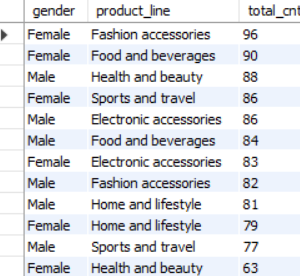 gender product_line total_cnt
Female Fashion accessories 96
Female Food and beverages 90
Male Health and beauty 88
Female Sports and travel 86
Male Electronic accessories 86
Male Food and beverages 84
Female Electronic accessories 83
Male Fashion accessories 82
Male Home and lifestyle 81
Female Home and lifestyle 79
Male Sports and travel 77
Female Health and beauty 63